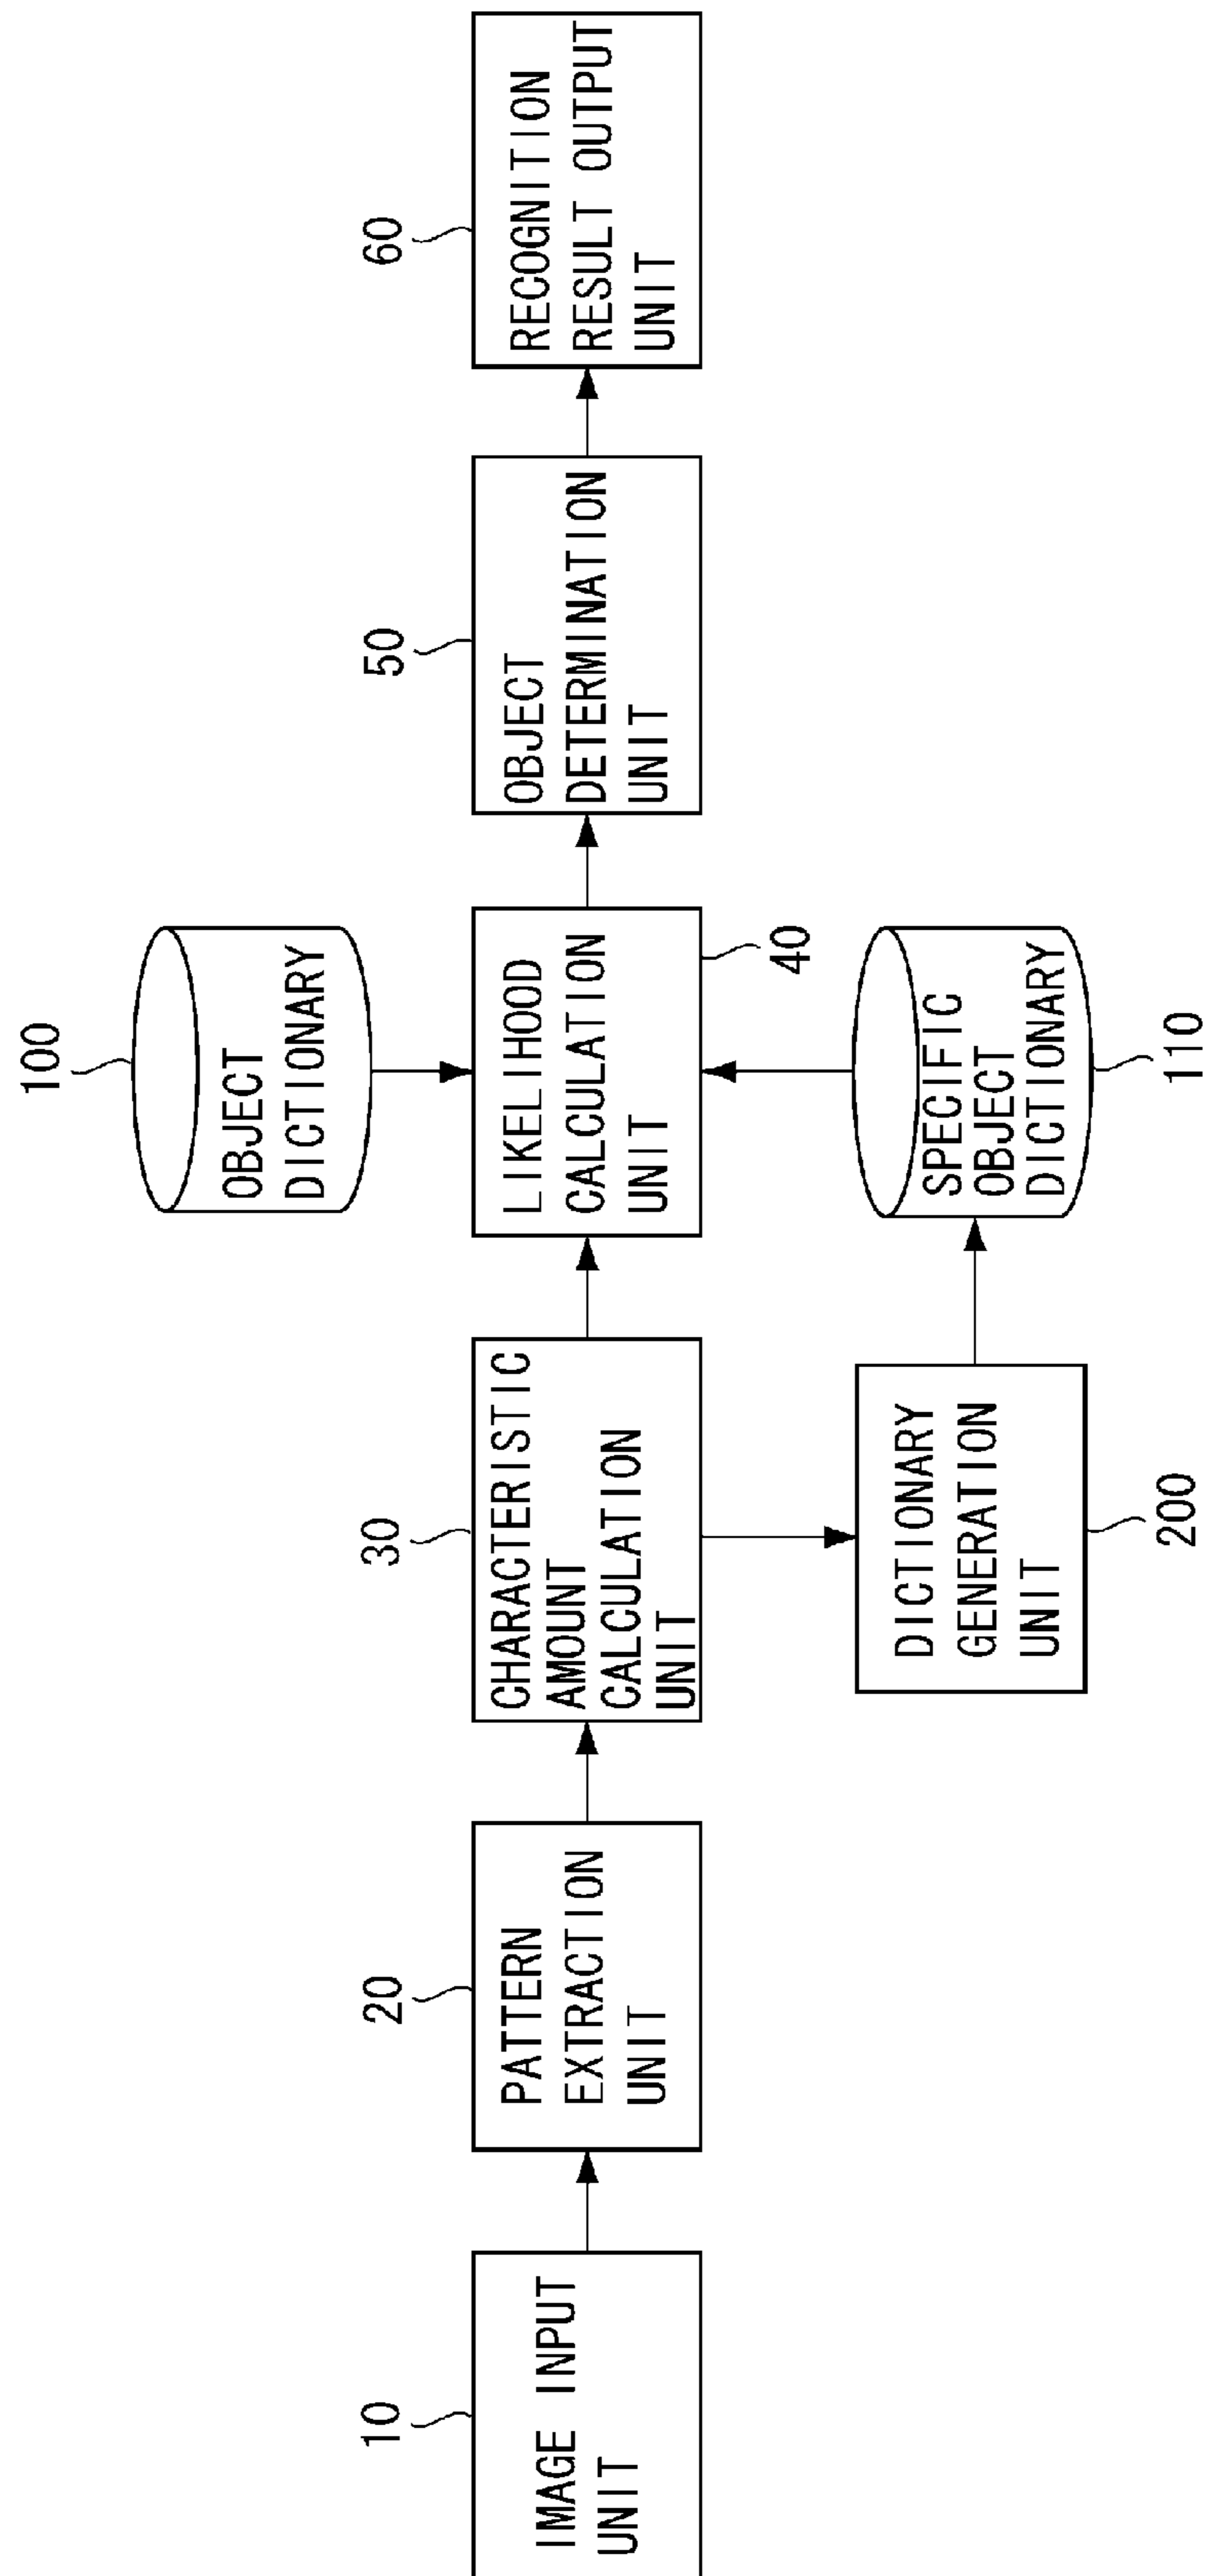 10
IMAGE INPUT
UNIT
20
PATTERN
EXTRACTION
UNIT
30
CHARACTERISTIC
AMOUNT
CALCULATION
UNIT
100
OBJECT
DICTIONARY
LIKELIHOOD
CALCULATION
UNIT
40
50
OBJECT
DETERMINATION
UNIT
60
RECOGNITION
RESULT OUTPUT
UNIT
DICTIONARY
GENERATION
UNIT
200
SPECIFIC
OBJECT
DICTIONARY
110